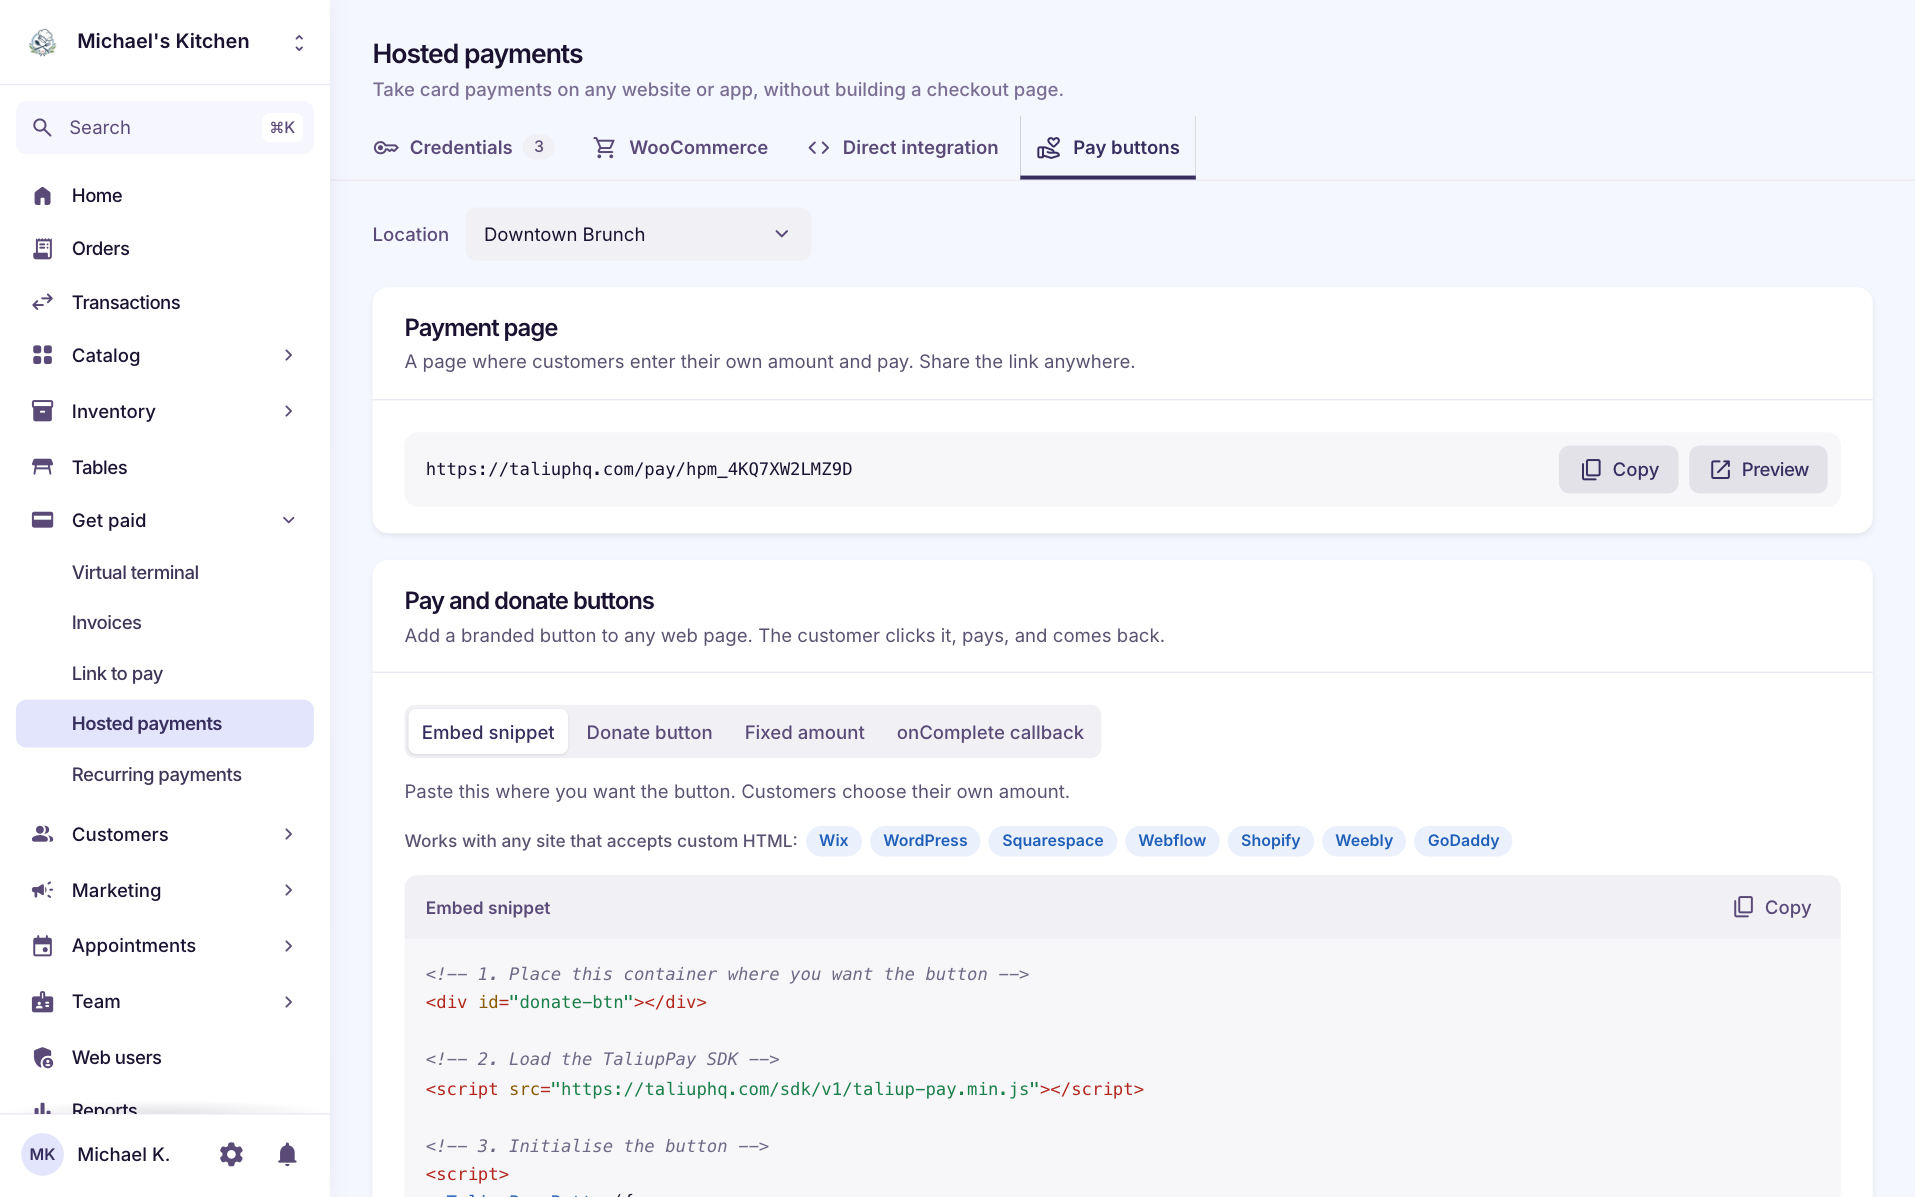 Michael's Kitchen
Search ⌘K
Home
Orders
Transactions
Catalog
Inventory
Tables
Get paid
Virtual terminal
Invoices
Link to pay
Hosted payments
Recurring payments
Customers
Marketing
Appointments
Team
Web users
Reports
MK Michael K.
Hosted payments
Take card payments on any website or app, without building a checkout page.
Credentials 3 WooCommerce Direct integration Pay buttons
Location Downtown Brunch
Payment page
A page where customers enter their own amount and pay. Share the link anywhere.
https://taliuphq.com/pay/hpm_4KQ7XW2LMZ9D Copy Preview
Pay and donate buttons
Add a branded button to any web page. The customer clicks it, pays, and comes back.
Embed snippet Donate button Fixed amount onComplete callback
Paste this where you want the button. Customers choose their own amount.
Works with any site that accepts custom HTML: Wix WordPress Squarespace Webflow Shopify Weebly GoDaddy
Embed snippet Copy
<!-- 1. Place this container where you want the button -->
<div id="donate-btn"></div>
<!-- 2. Load the TaliupPay SDK -->
<script src="https://taliuphq.com/sdk/v1/taliup-pay.min.js"></script>
<!-- 3. Initialise the button -->
<script>